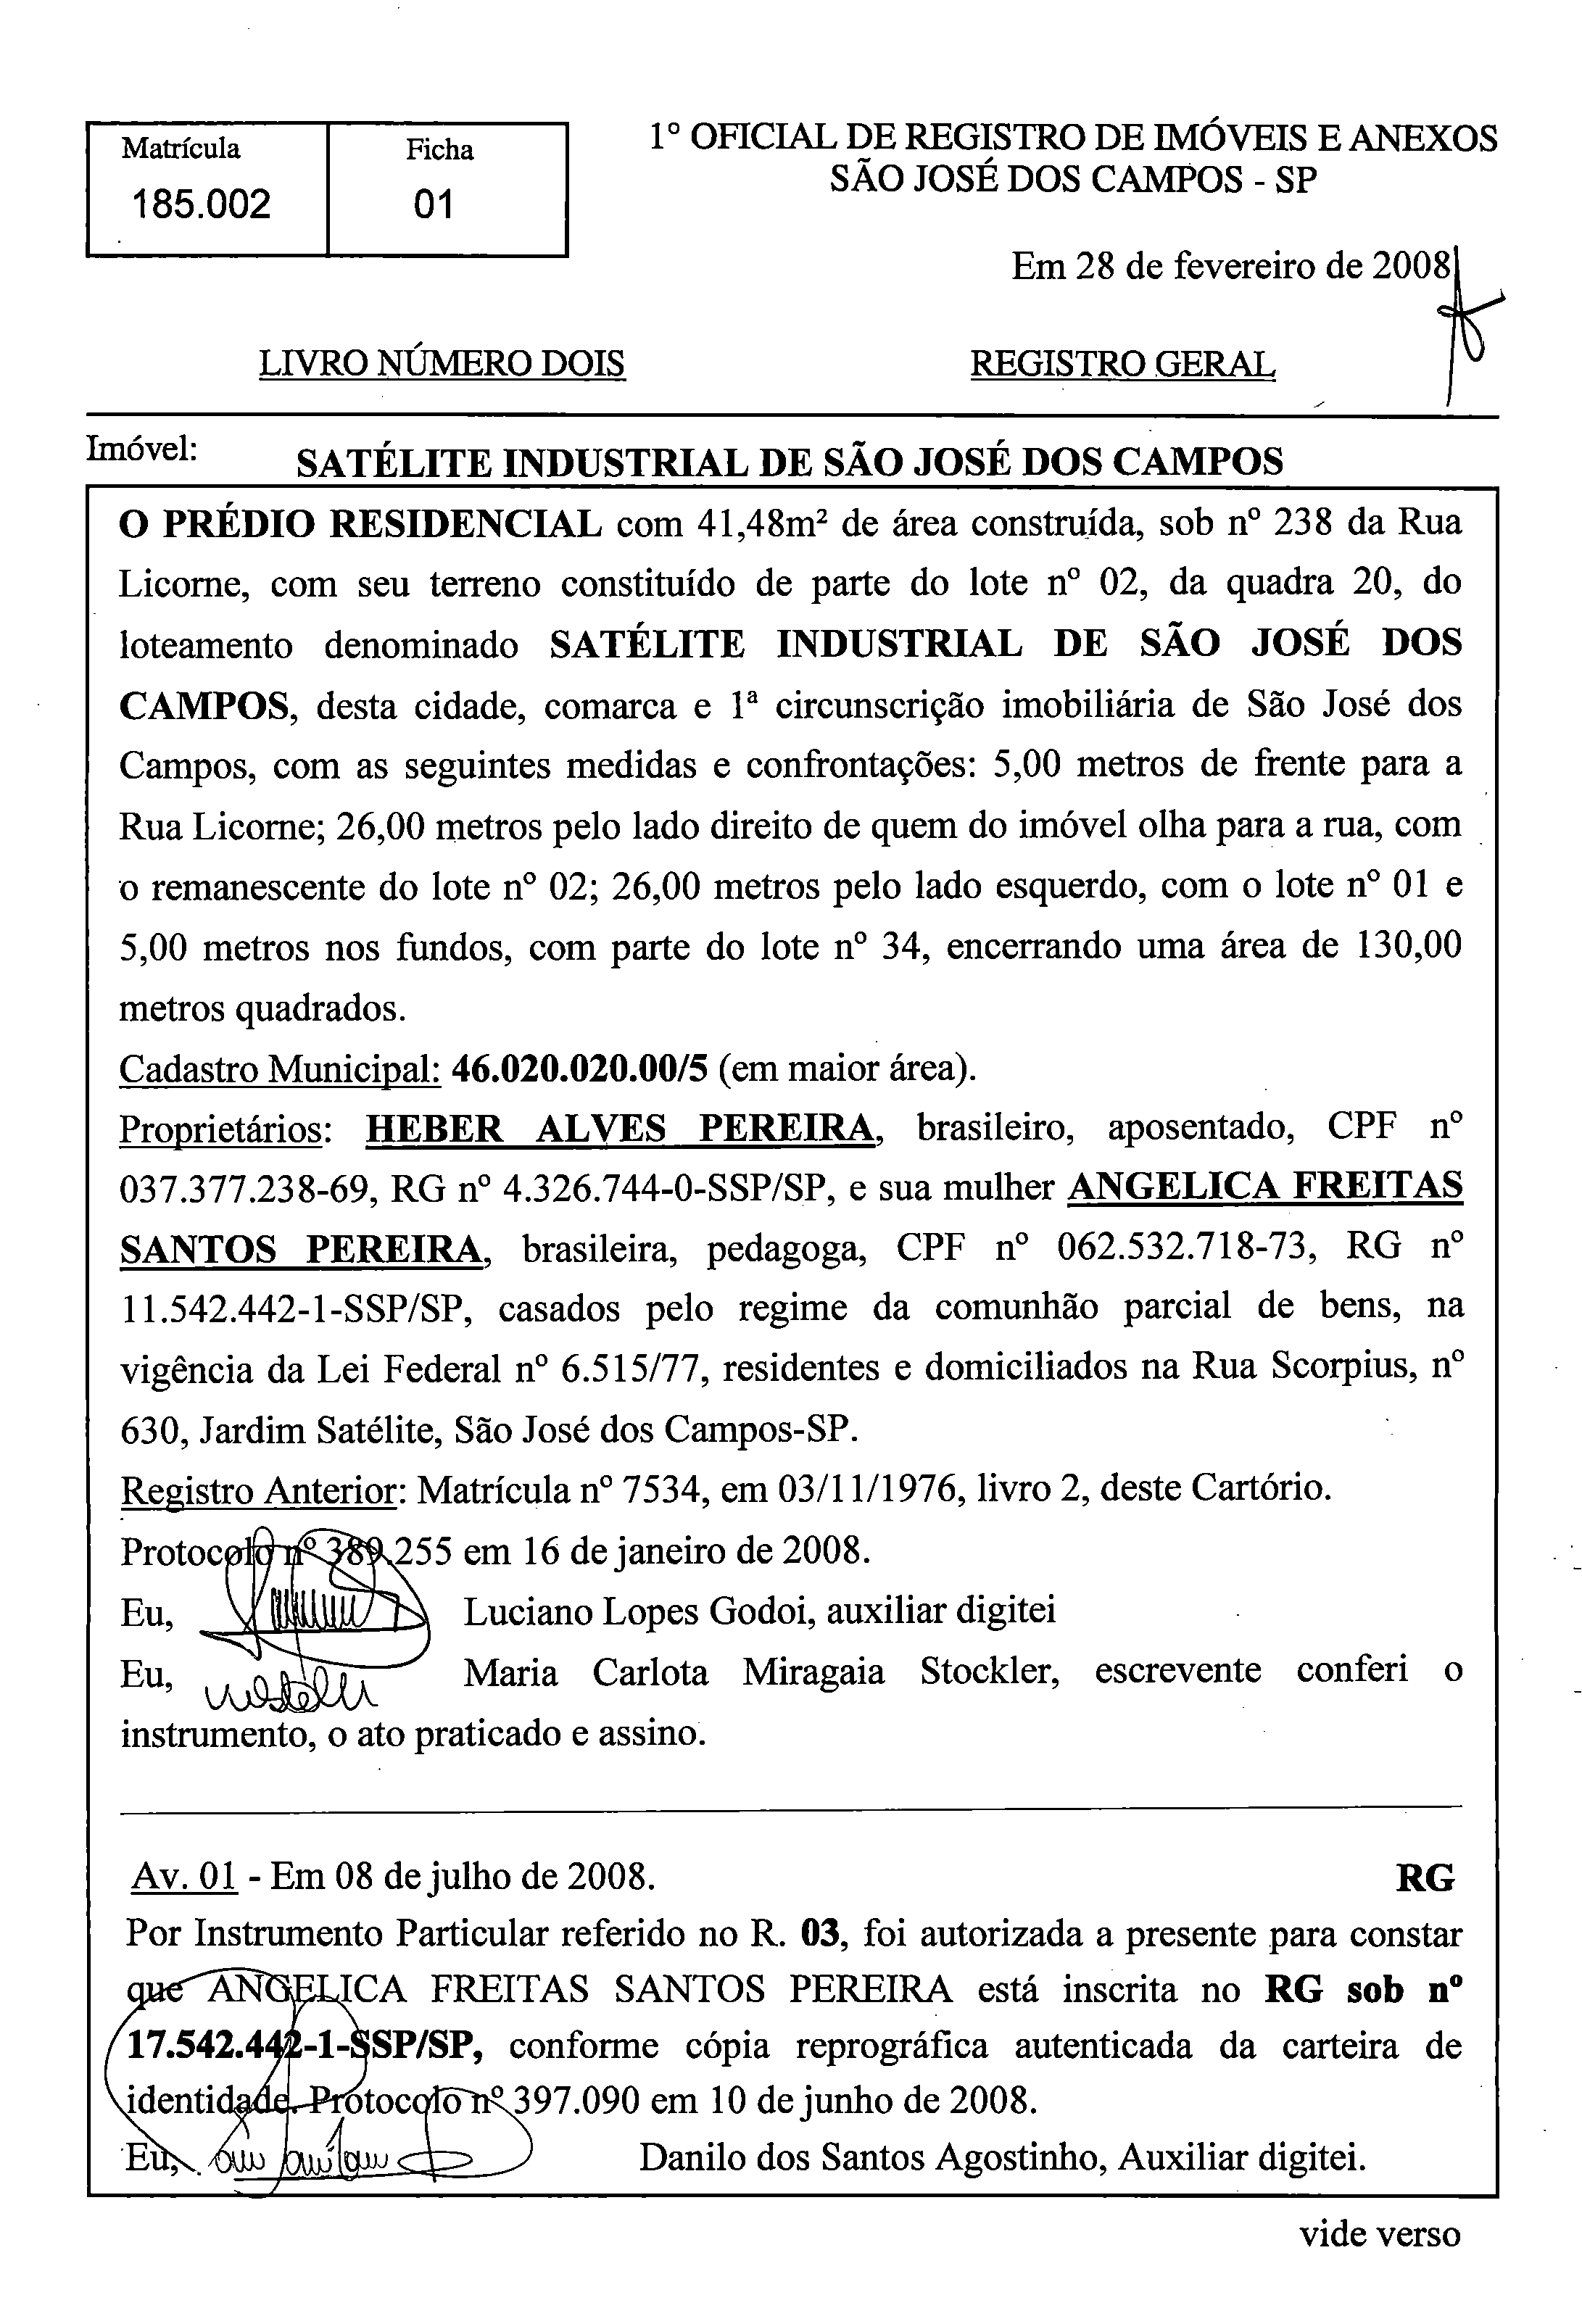 Matrícula
185.002
Ficha
01
1º OFICIAL DE REGISTRO DE IMÓVEIS E ANEXOS
SÃO JOSÉ DOS CAMPOS - SP
Em 28 de fevereiro de 2008
LIVRO NÚMERO DOIS
REGISTRO GERAL
Imóvel: SATÉLITE INDUSTRIAL DE SÃO JOSÉ DOS CAMPOS
O PRÉDIO RESIDENCIAL com 41,48m² de área construída, sob nº 238 da Rua
Licorne, com seu terreno constituído de parte do lote nº 02, da quadra 20, do
loteamento denominado SATÉLITE INDUSTRIAL DE SÃO JOSÉ DOS
CAMPOS, desta cidade, comarca e 1ª circunscrição imobiliária de São José dos
Campos, com as seguintes medidas e confrontações: 5,00 metros de frente para a
Rua Licorne; 26,00 metros pelo lado direito de quem do imóvel olha para a rua, com
o remanescente do lote nº 02; 26,00 metros pelo lado esquerdo, com o lote nº 01 e
5,00 metros nos fundos, com parte do lote nº 34, encerrando uma área de 130,00
metros quadrados.
Cadastro Municipal: 46.020.020.00/5 (em maior área).
Proprietários: HEBER ALVES PEREIRA, brasileiro, aposentado, CPF nº
037.377.238-69, RG nº 4.326.744-0-SSP/SP, e sua mulher ANGELICA FREITAS
SANTOS PEREIRA, brasileira, pedagoga, CPF nº 062.532.718-73, RG nº
11.542.442-1-SSP/SP, casados pelo regime da comunhão parcial de bens, na
vigência da Lei Federal nº 6.515/77, residentes e domiciliados na Rua Scorpius, nº
630, Jardim Satélite, São José dos Campos-SP.
Registro Anterior: Matrícula nº 7534, em 03/11/1976, livro 2, deste Cartório.
Protocolo nº 389.255 em 16 de janeiro de 2008.
Eu, Luciano Lopes Godoi, auxiliar digitei
Eu, Maria Carlota Miragaia Stockler, escrevente conferi o
instrumento, o ato praticado e assino.
Av. 01 - Em 08 de julho de 2008. RG
Por Instrumento Particular referido no R. 03, foi autorizada a presente para constar
que ANGELICA FREITAS SANTOS PEREIRA está inscrita no RG sob nº
17.542.442-1-SSP/SP, conforme cópia reprográfica autenticada da carteira de
identidade. Protocolo nº 397.090 em 10 de junho de 2008.
Eu, Danilo dos Santos Agostinho, Auxiliar digitei.
vide verso